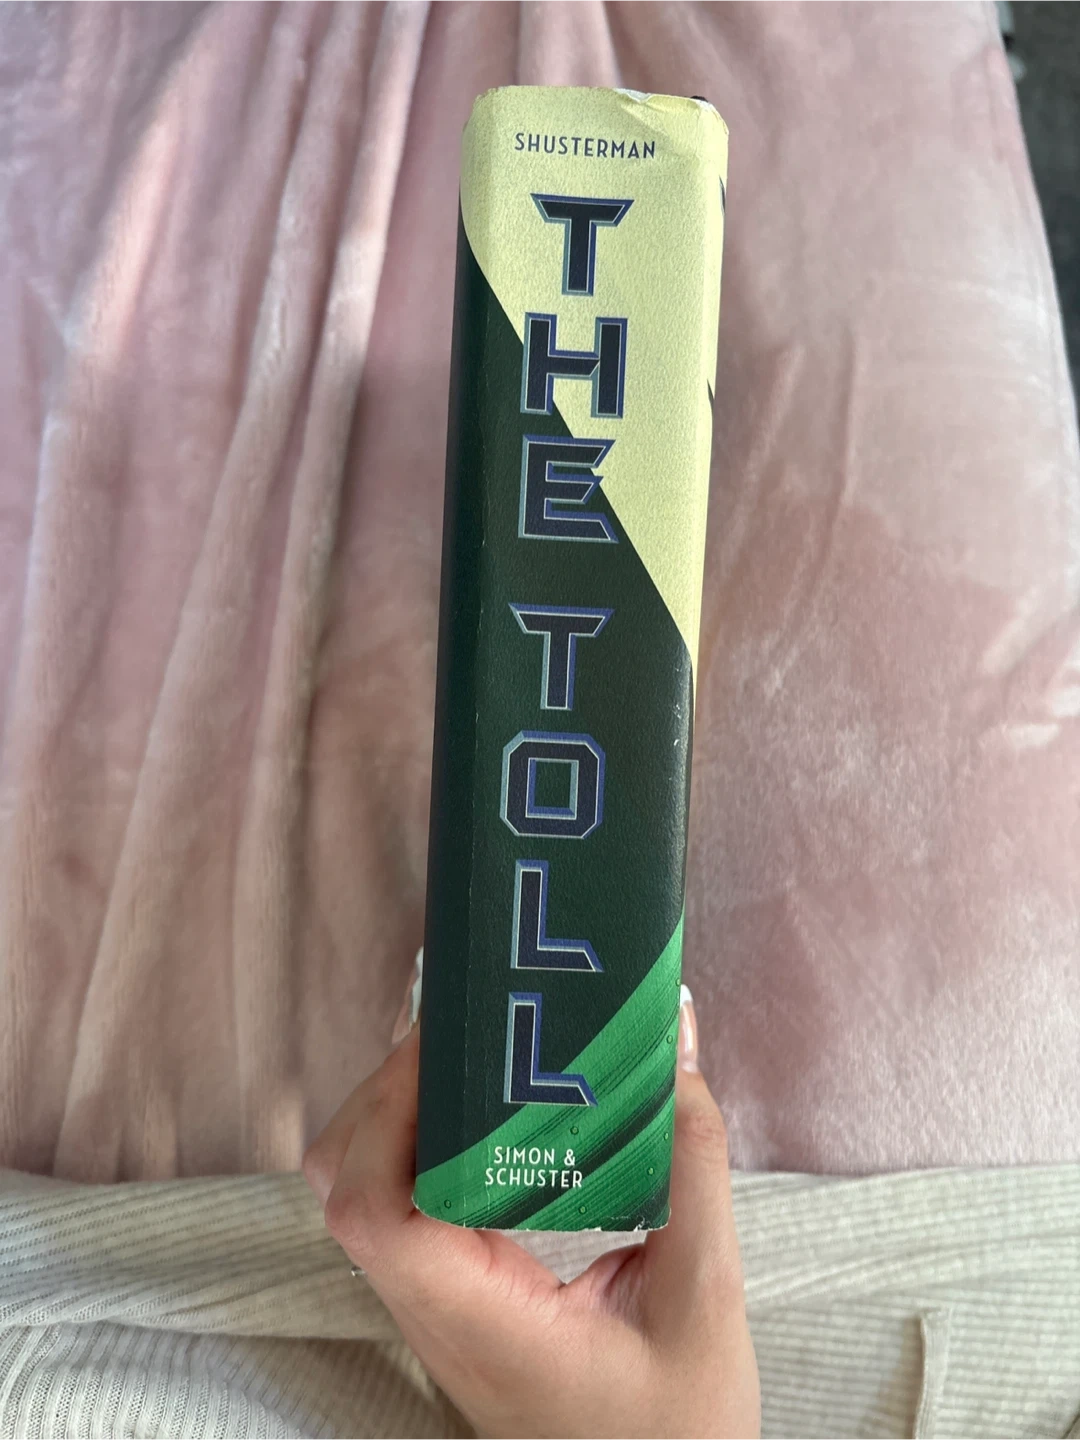 SHUSTERMAN
THE TOLL
SIMON &
SCHUSTER